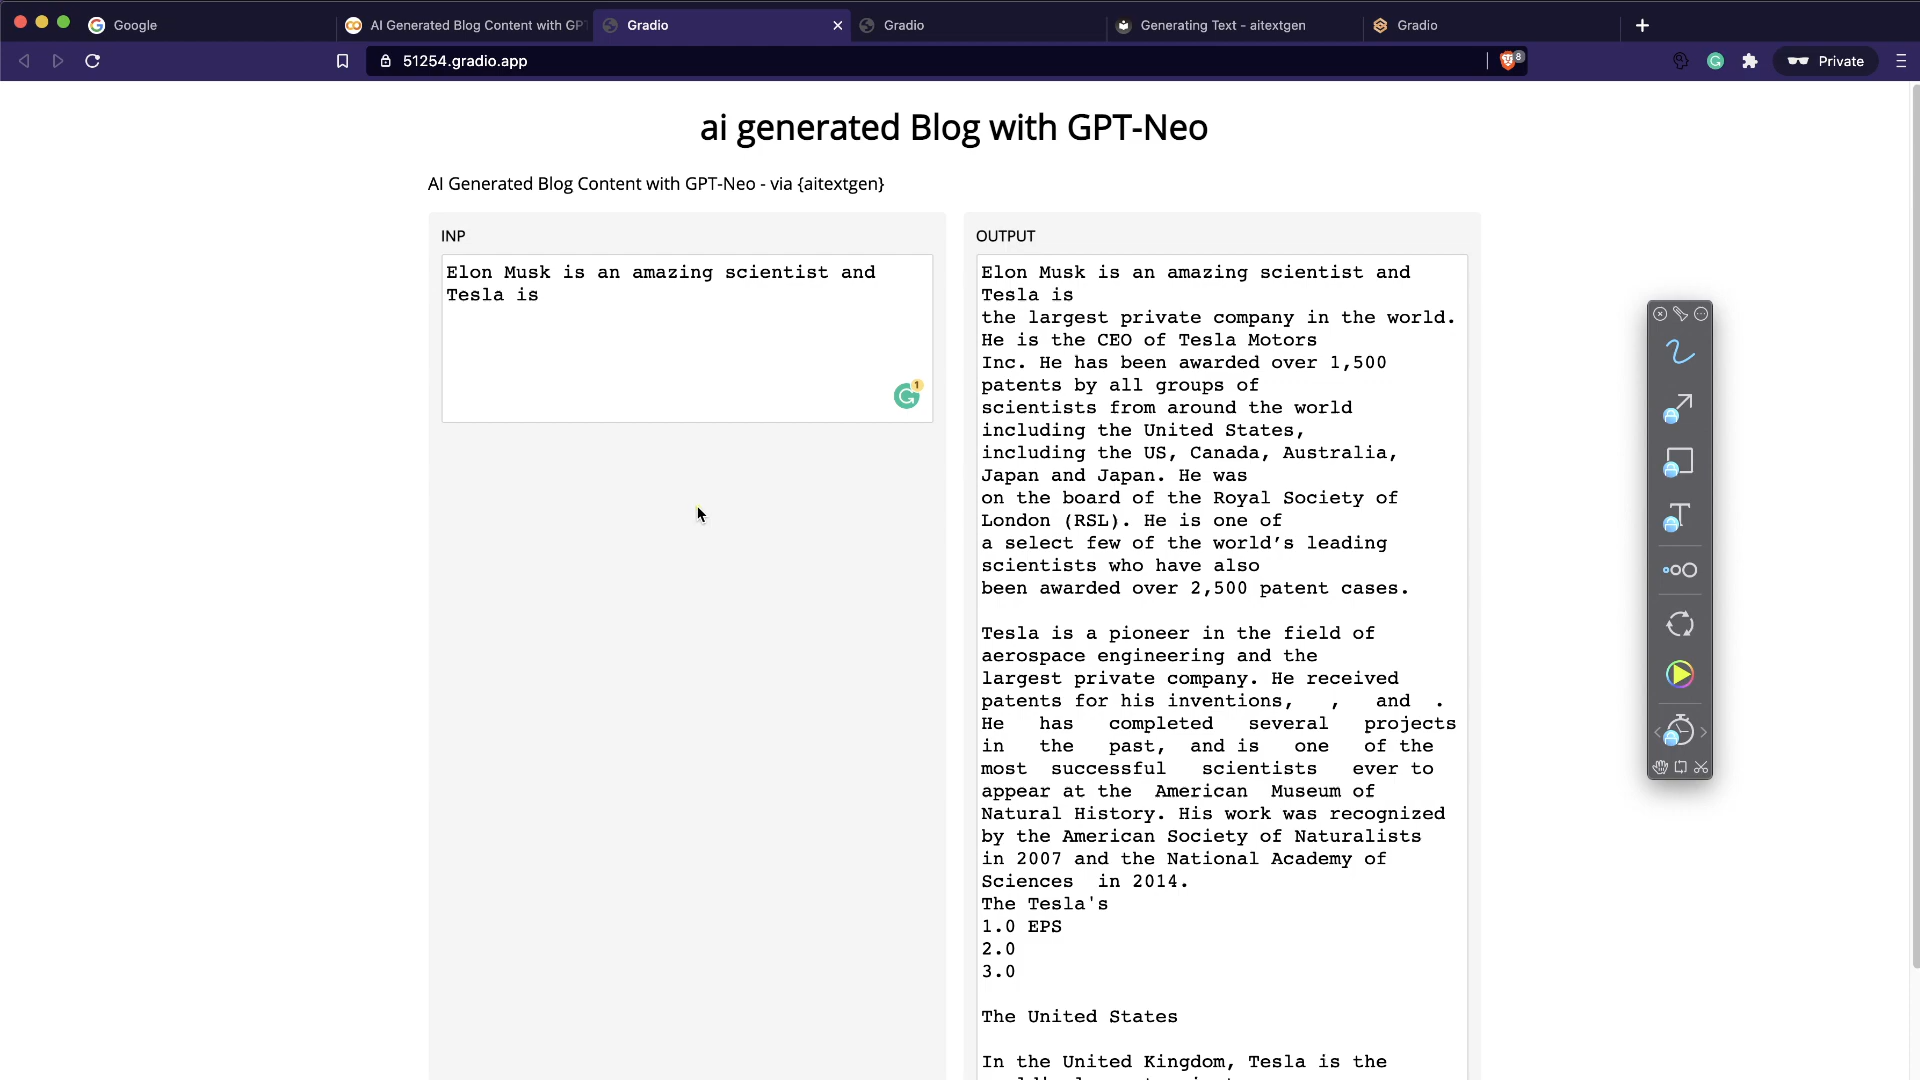 Google
AI Generated Blog Content with GPT
Gradio
Gradio
Generating Text - aitextgen
Gradio
51254.gradio.app
8
Private
ai generated Blog with GPT-Neo
AI Generated Blog Content with GPT-Neo - via {aitextgen}
INP
Elon Musk is an amazing scientist and
Tesla is
1
OUTPUT
Elon Musk is an amazing scientist and
Tesla is
the largest private company in the world.
He is the CEO of Tesla Motors
Inc. He has been awarded over 1,500
patents by all groups of
scientists from around the world
including the United States,
including the US, Canada, Australia,
Japan and Japan. He was
on the board of the Royal Society of
London (RSL). He is one of
a select few of the world’s leading
scientists who have also
been awarded over 2,500 patent cases.
Tesla is a pioneer in the field of
aerospace engineering and the
largest private company. He received
patents for his inventions, , and .
He has completed several projects
in the past, and is one of the
most successful scientists ever to
appear at the American Museum of
Natural History. His work was recognized
by the American Society of Naturalists
in 2007 and the National Academy of
Sciences in 2014.
The Tesla's
1.0 EPS
2.0
3.0
The United States
In the United Kingdom, Tesla is the